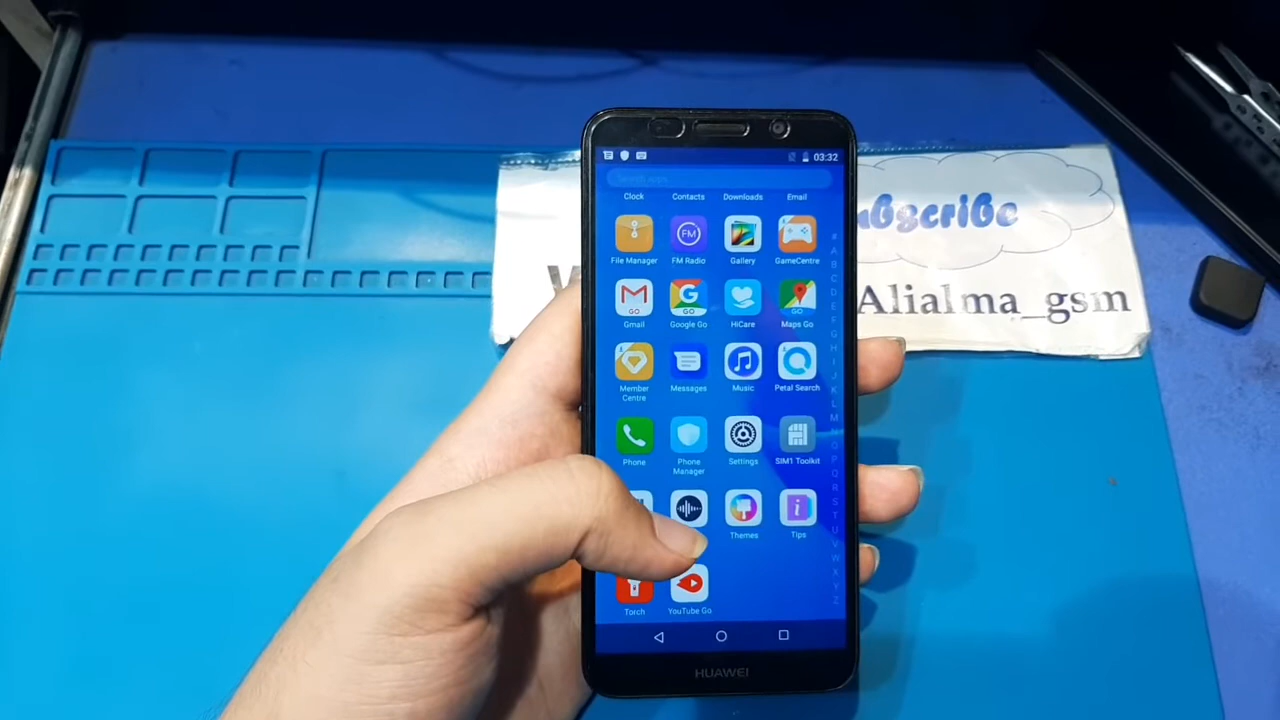 03:32
Search apps
Clock Contacts Downloads Email
File Manager FM Radio Gallery GameCentre
Gmail Google Go HiCare Maps Go
Member Centre Messages Music Petal Search
Phone Phone Manager Settings SIM1 Toolkit
Themes Tips
Torch YouTube Go
HUAWEI
ubscribe
Alialma_gsm